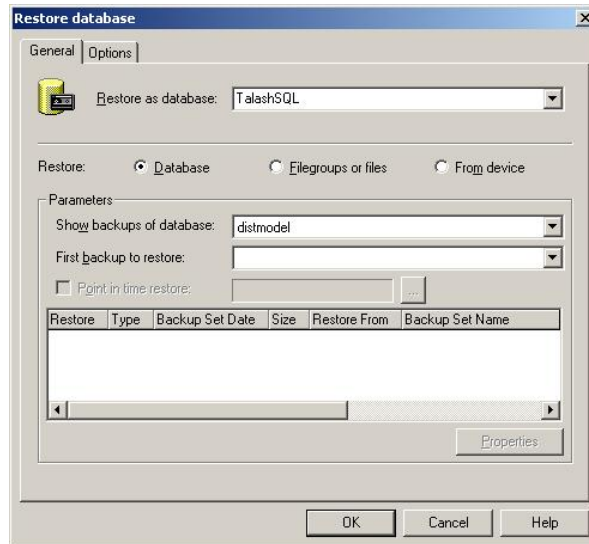 Restore database
General Options
Restore as database: TalashSQL
Restore: Database Filegroups or files From device
Parameters
Show backups of database: distmodel
First backup to restore:
Point in time restore: ...
Restore Type Backup Set Date Size Restore From Backup Set Name
Properties
OK Cancel Help